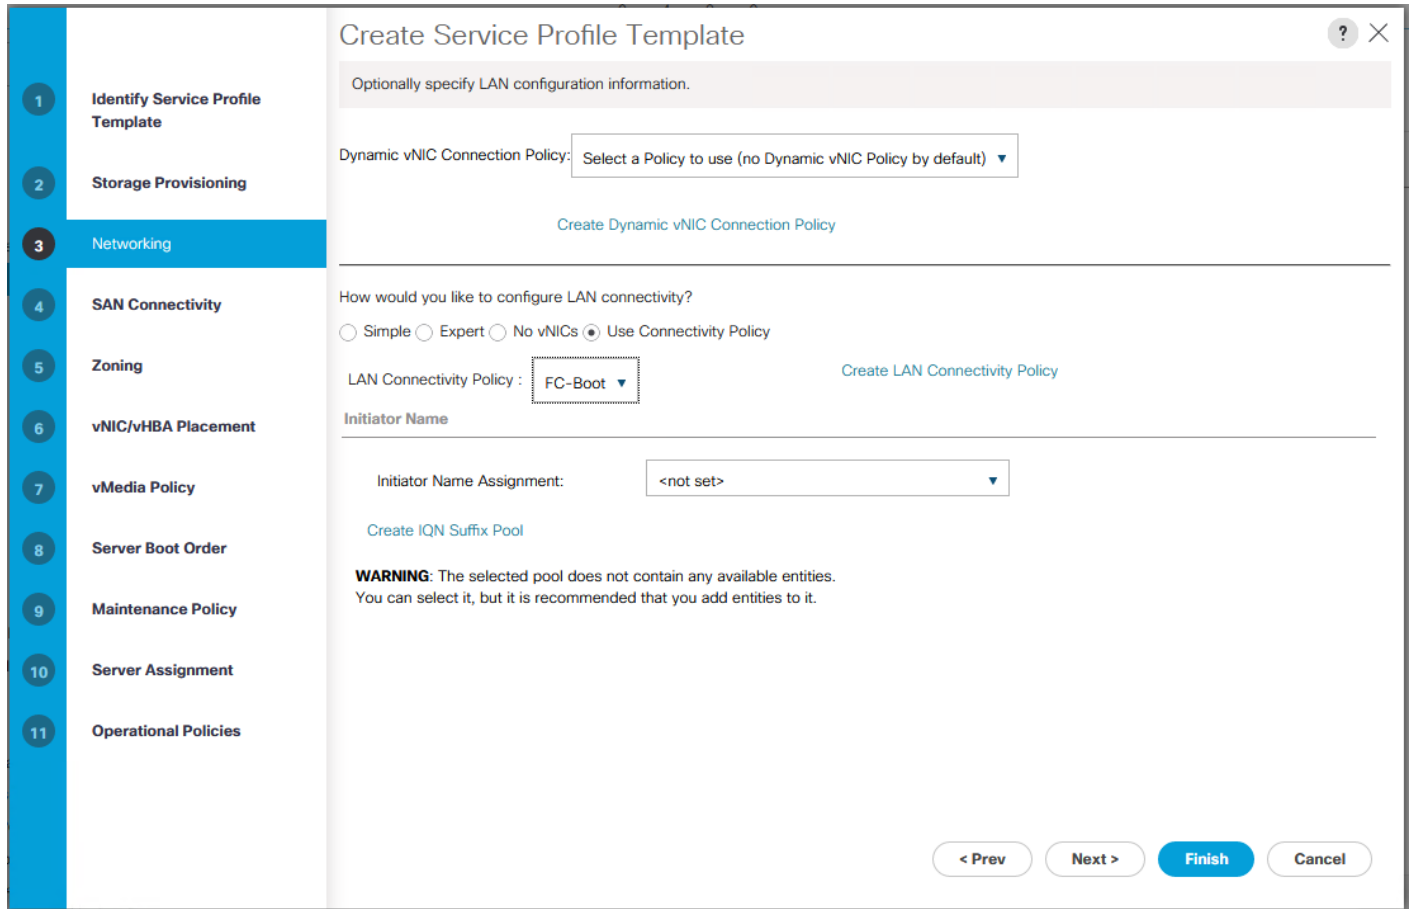 Create Service Profile Template
?
Optionally specify LAN configuration information.
1
Identify Service Profile
Template
2
Storage Provisioning
3
Networking
4
SAN Connectivity
5
Zoning
6
vNIC/vHBA Placement
7
vMedia Policy
8
Server Boot Order
9
Maintenance Policy
10
Server Assignment
11
Operational Policies
Dynamic vNIC Connection Policy: Select a Policy to use (no Dynamic vNIC Policy by default)
Create Dynamic vNIC Connection Policy
How would you like to configure LAN connectivity?
Simple Expert No vNICs Use Connectivity Policy
LAN Connectivity Policy : FC-Boot Create LAN Connectivity Policy
Initiator Name
Initiator Name Assignment: <not set>
Create IQN Suffix Pool
WARNING: The selected pool does not contain any available entities.
You can select it, but it is recommended that you add entities to it.
< Prev Next > Finish Cancel